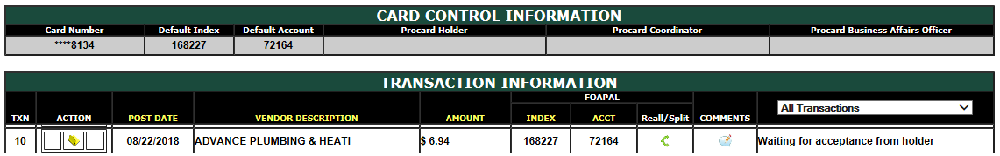 CARD CONTROL INFORMATION
Card Number Default Index Default Account Procard Holder Procard Coordinator Procard Business Affairs Officer
****8134 168227 72164
TRANSACTION INFORMATION
FOAPAL
TXN ACTION POST DATE VENDOR DESCRIPTION AMOUNT INDEX ACCT Reall/Split COMMENTS All Transactions
10 08/22/2018 ADVANCE PLUMBING & HEATI $ 6.94 168227 72164 Waiting for acceptance from holder